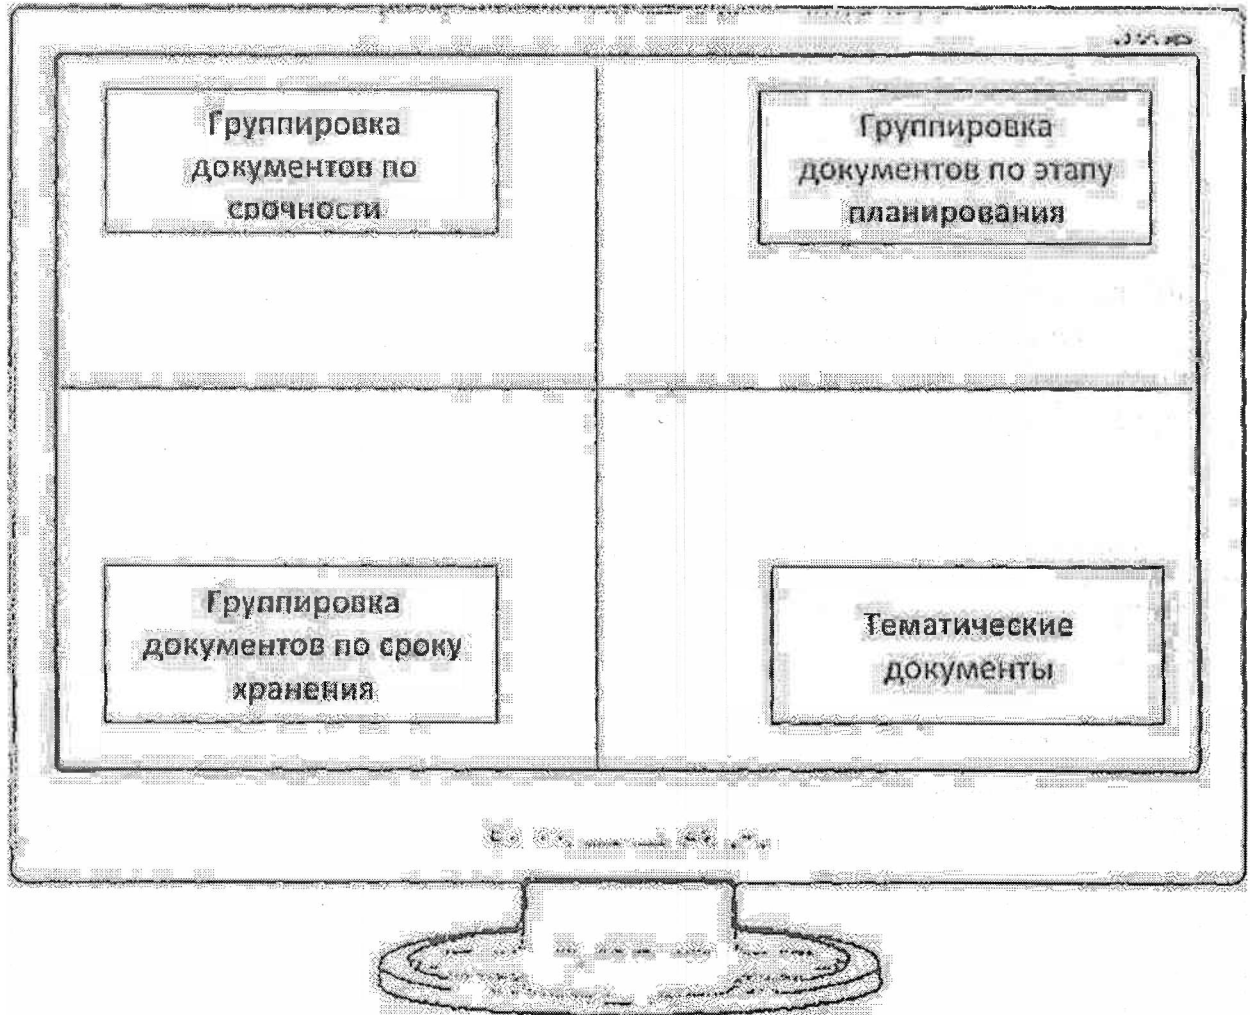 Группировка
документов по
срочности
Группировка
документов по этапу
планирования
Группировка
документов по сроку
хранения
Тематические
документы